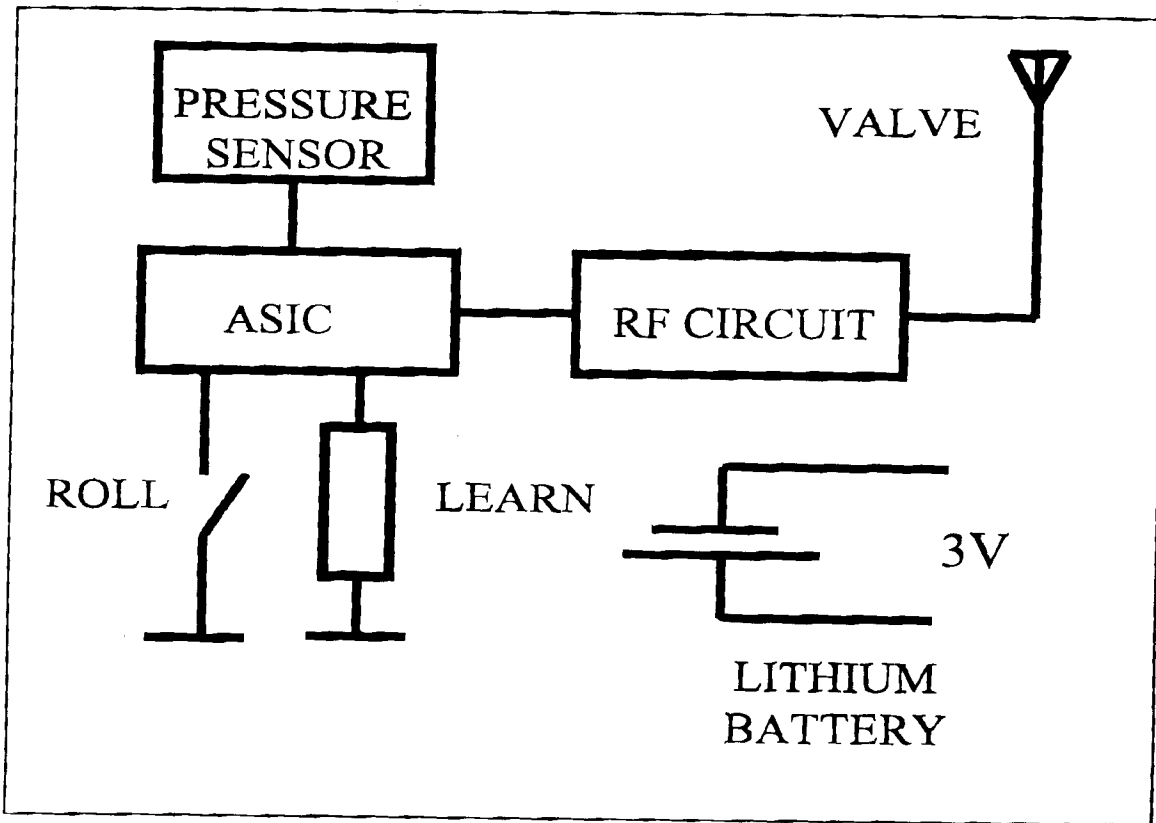 PRESSURE
SENSOR
VALVE
ASIC
RF CIRCUIT
ROLL
LEARN
3V
LITHIUM
BATTERY